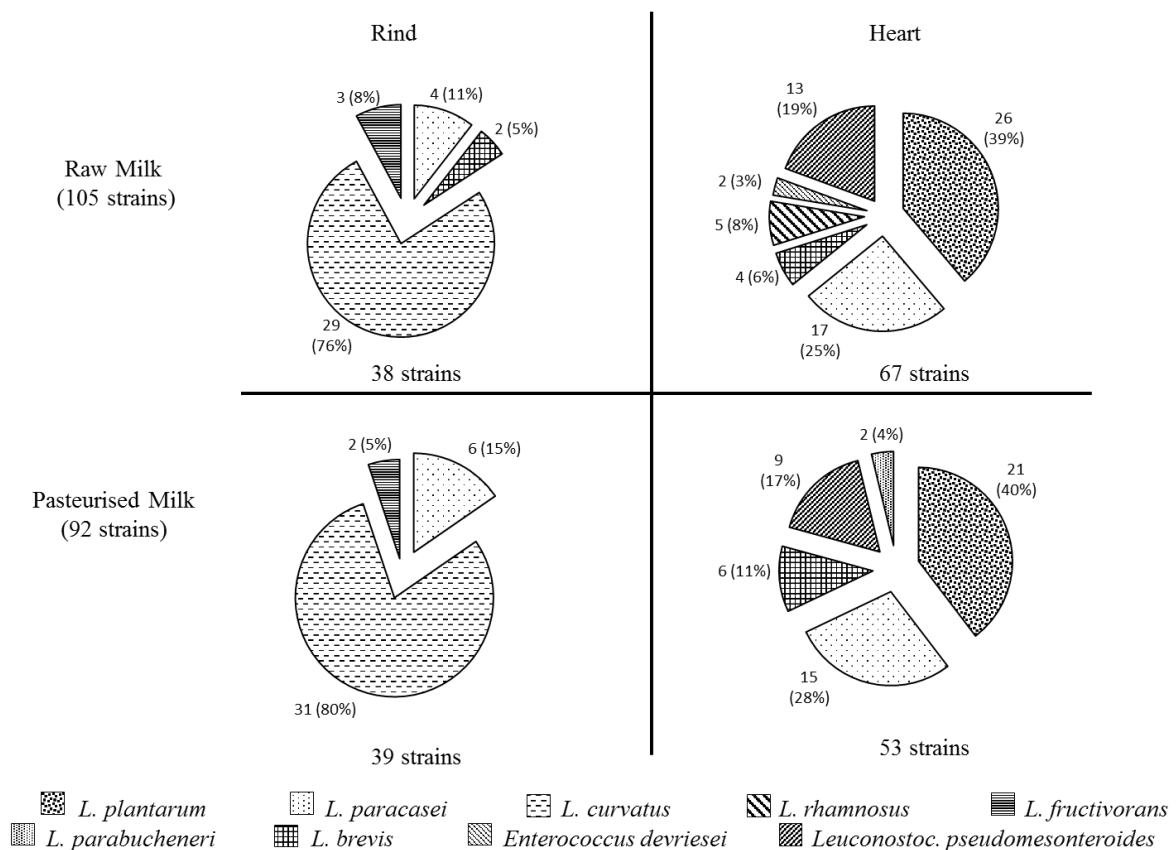 Rind
Heart
Raw Milk
(105 strains)
3 (8%)
4 (11%)
2 (5%)
29
(76%)
38 strains
13
(19%)
26
(39%)
2 (3%)
5 (8%)
4 (6%)
17
(25%)
67 strains
Pasteurised Milk
(92 strains)
2 (5%)
6 (15%)
31 (80%)
39 strains
2 (4%)
9
(17%)
21
(40%)
6 (11%)
15
(28%)
53 strains
L. plantarum L. paracasei L. curvatus L. rhamnosus L. fructivorans
L. parabucheneri L. brevis Enterococcus devriesei Leuconostoc. pseudomesonteroides